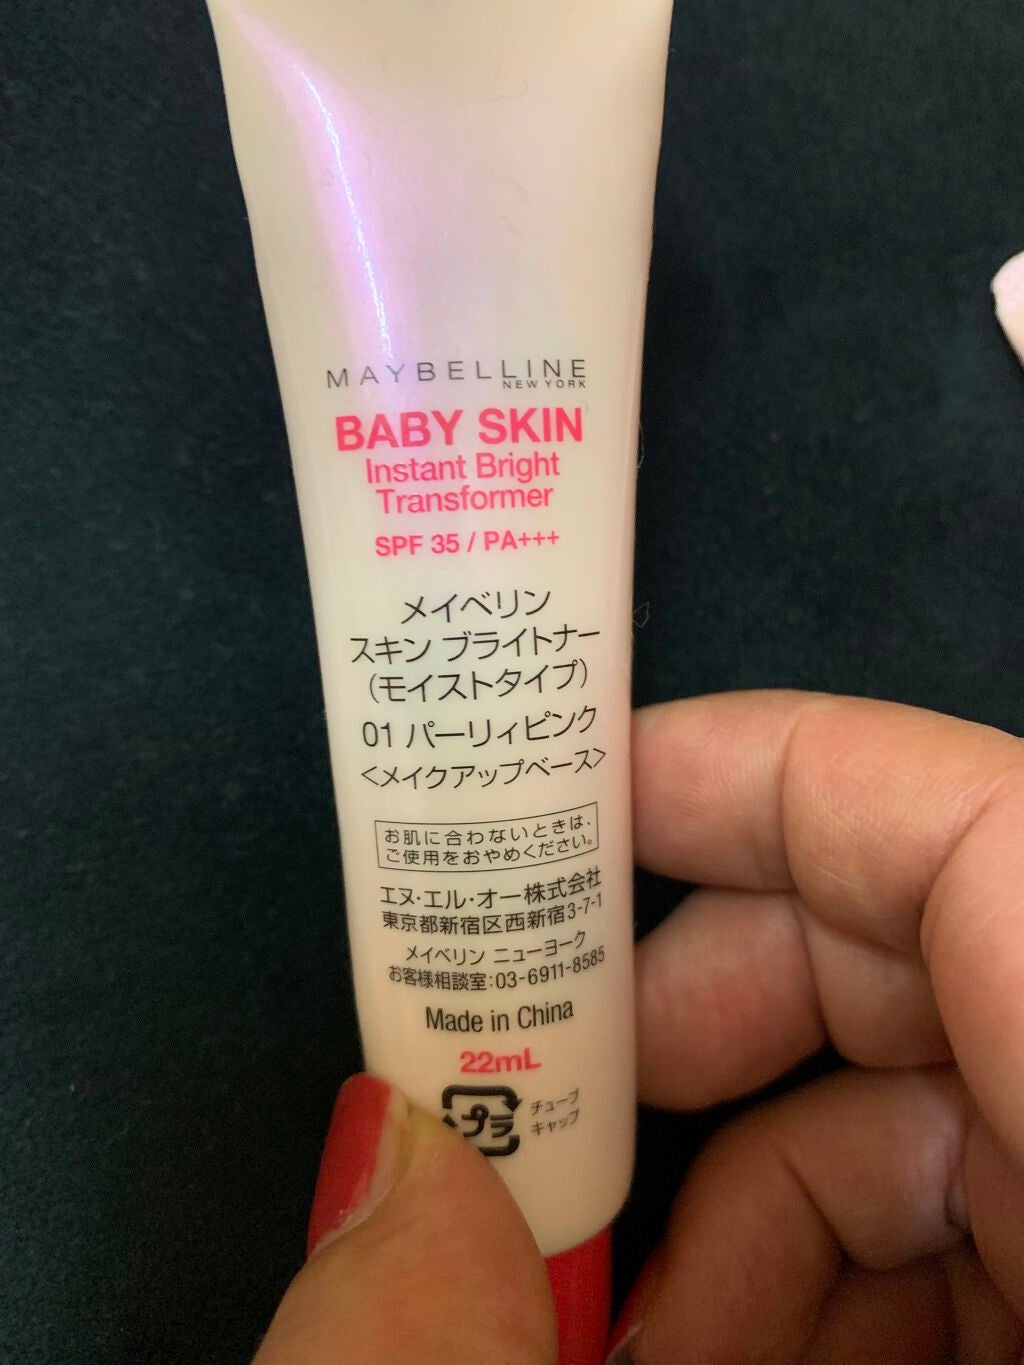 MAYBELLINE
NEW YORK
BABY SKIN
Instant Bright
Transformer
SPF 35 / PA+++
メイベリン
スキン ブライトナー
(モイストタイプ)
01 パーリィピンク
<メイクアップベース>
お肌に合わないときは、
ご使用をおやめください。
エヌ・エル・オー株式会社
東京都新宿区西新宿3-7-1
メイベリン ニューヨーク
お客様相談室:03-6911-8585
Made in China
22mL
プラ
チューブ
キャップ